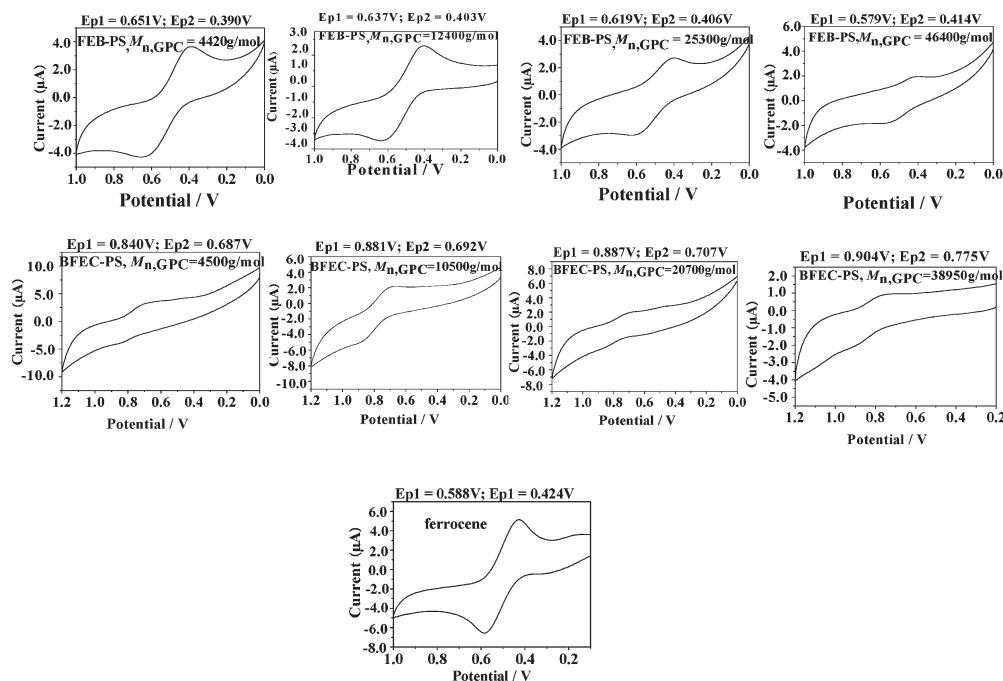 Ep1 = 0.651V; Ep2 = 0.390V
FEB-PS,Mn,GPC = 4420g/mol
4.0
2.0
0.0
-2.0
-4.0
Current (μA)
1.0 0.8 0.6 0.4 0.2 0.0
Potential / V
Ep1 = 0.637V; Ep2 = 0.403V
FEB-PS,Mn,GPC=12400g/mol
3.0
2.0
1.0
0.0
-1.0
-2.0
-3.0
-4.0
Current (μA)
1.0 0.8 0.6 0.4 0.2 0.0
Potential / V
Ep1 = 0.619V; Ep2 = 0.406V
FEB-PS,Mn,GPC = 25300g/mol
4.0
2.0
0.0
-2.0
-4.0
Current (μA)
1.0 0.8 0.6 0.4 0.2 0.0
Potential / V
Ep1 = 0.579V; Ep2 = 0.414V
FEB-PS,Mn,GPC = 46400g/mol
6.0
4.0
2.0
0.0
-2.0
-4.0
Current (μA)
1.0 0.8 0.6 0.4 0.2 0.0
Potential / V
Ep1 = 0.840V; Ep2 = 0.687V
BFEC-PS, Mn,GPC=4500g/mol
10.0
5.0
0.0
-5.0
-10.0
Current (μA)
1.2 1.0 0.8 0.6 0.4 0.2 0.0
Potential / V
Ep1 = 0.881V; Ep2 = 0.692V
BFEC-PS, Mn,GPC=10500g/mol
6.0
4.0
2.0
0.0
-2.0
-4.0
-6.0
-8.0
-10.0
Current (μA)
1.2 1.0 0.8 0.6 0.4 0.2 0.0
Potential / V
Ep1 = 0.887V; Ep2 = 0.707V
BFEC-PS, Mn,GPC=20700g/mol
8.0
6.0
4.0
2.0
0.0
-2.0
-4.0
-6.0
-8.0
Current (μA)
1.2 1.0 0.8 0.6 0.4 0.2 0.0
Potential / V
Ep1 = 0.904V; Ep2 = 0.775V
BFEC-PS, Mn,GPC=38950g/mol
2.0
1.0
0.0
-1.0
-2.0
-3.0
-4.0
-5.0
Current (μA)
1.2 1.0 0.8 0.6 0.4 0.2
Potential / V
Ep1 = 0.588V; Ep1 = 0.424V
ferrocene
6.0
4.0
2.0
0.0
-2.0
-4.0
-6.0
-8.0
Current (μA)
1.0 0.8 0.6 0.4 0.2
Potential / V